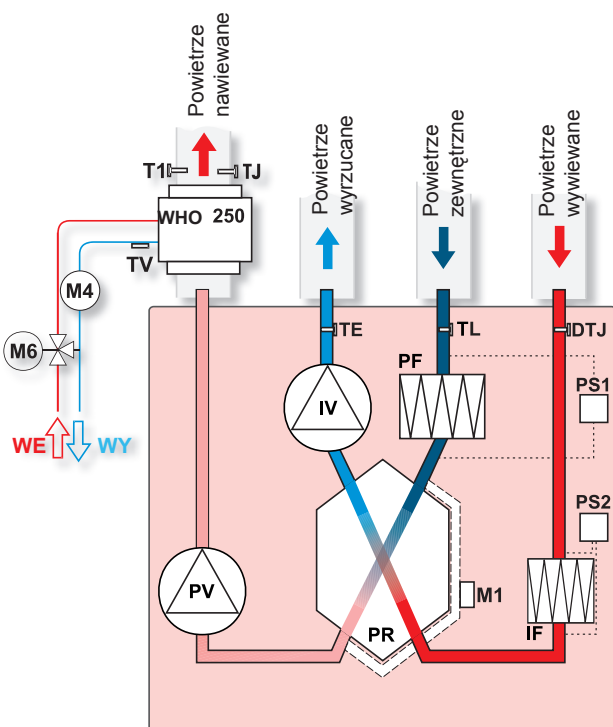 Powietrze
nawiewane
Powietrze
wyrzucane
Powietrze
zewnętrzne
Powietrze
wywiewane
T1
TJ
WHO 250
TV
M4
M6
WE
WY
TE
TL
DTJ
PF
PS1
IV
PS2
PV
M1
PR
IF